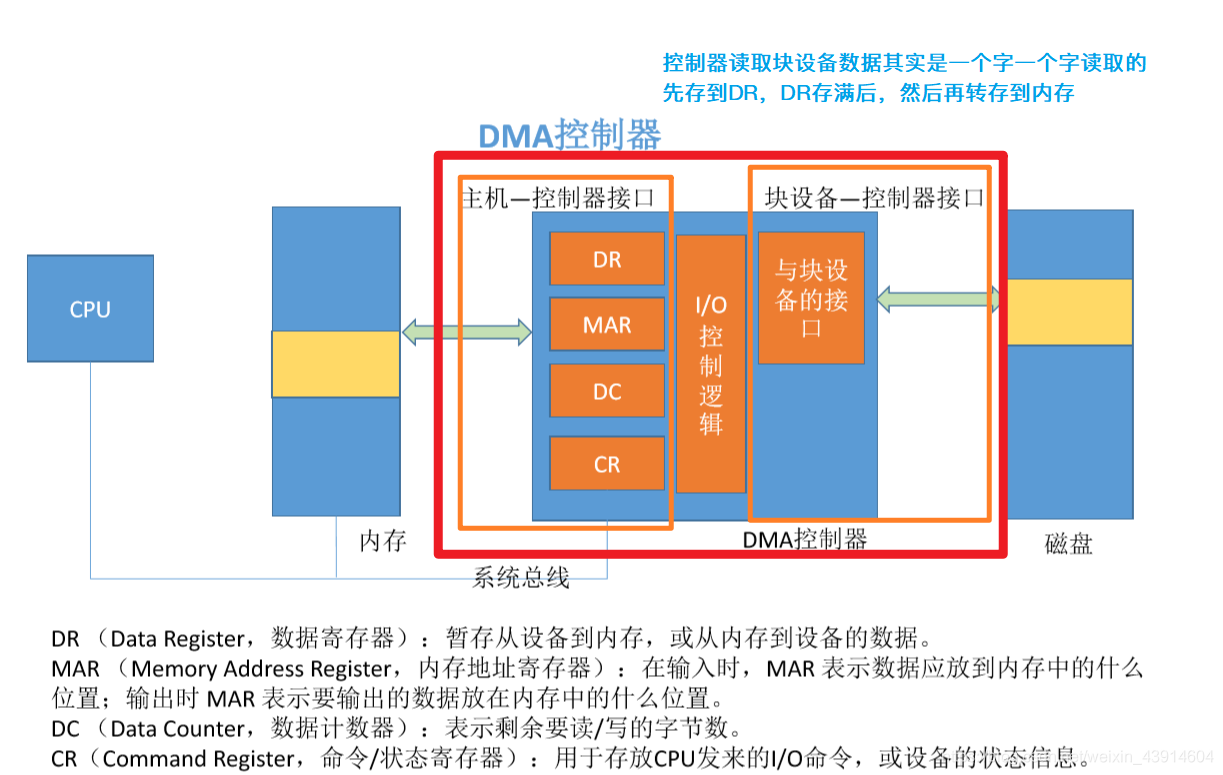 控制器读取块设备数据其实是一个字一个字读取的
先存到DR，DR存满后，然后再转存到内存
DMA控制器
主机—控制器接口
块设备—控制器接口
CPU
DR
MAR
DC
CR
I/O
控
制
逻
辑
与块设
备的接
口
内存
DMA控制器
磁盘
系统总线
DR （Data Register，数据寄存器）：暂存从设备到内存，或从内存到设备的数据。
MAR （Memory Address Register，内存地址寄存器）：在输入时，MAR 表示数据应放到内存中的什么
位置；输出时 MAR 表示要输出的数据放在内存中的什么位置。
DC （Data Counter，数据计数器）：表示剩余要读/写的字节数。
CR（Command Register，命令/状态寄存器）：用于存放CPU发来的I/O命令，或设备的状态信息。
weixin_43914604